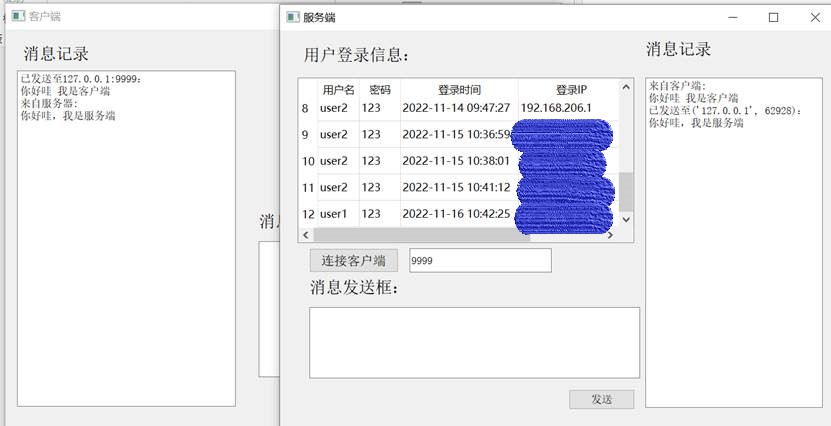 客户端
消息记录
已发送至127.0.0.1:9999:
你好哇 我是客户端
来自服务器:
你好哇，我是服务端
服务端
用户登录信息：
用户名 密码 登录时间 登录IP
8 user2 123 2022-11-14 09:47:27 192.168.206.1
9 user2 123 2022-11-15 10:36:59
10 user2 123 2022-11-15 10:38:01
11 user2 123 2022-11-15 10:41:12
12 user1 123 2022-11-16 10:42:25
连接客户端 9999
消息发送框：
发送
消息记录
来自客户端:
你好哇 我是客户端
已发送至('127.0.0.1', 62928):
你好哇，我是服务端